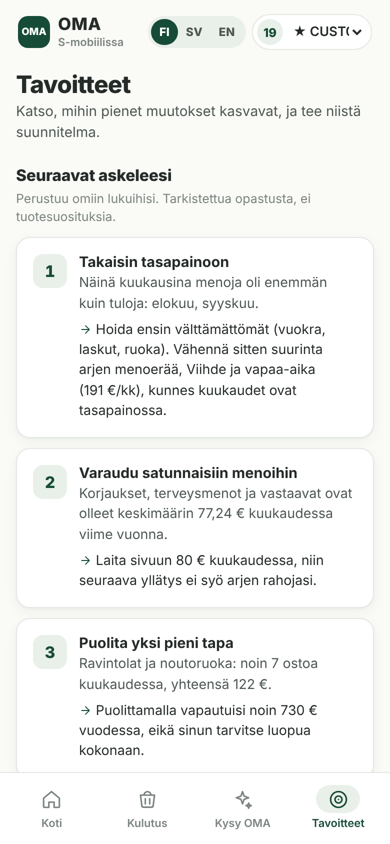 OMA
OMA
S-mobiilissa
FI SV EN
19 ★ CUST
Tavoitteet
Katso, mihin pienet muutokset kasvavat, ja tee niistä
suunnitelma.
Seuraavat askeleesi
Perustuu omiin lukuihisi. Tarkistettua opastusta, ei
tuotesuosituksia.
1
Takaisin tasapainoon
Näinä kuukausina menoja oli enemmän
kuin tuloja: elokuu, syyskuu.
→ Hoida ensin välttämättömät (vuokra,
laskut, ruoka). Vähennä sitten suurinta
arjen menoerää, Viihde ja vapaa-aika
(191 €/kk), kunnes kuukaudet ovat
tasapainossa.
2
Varaudu satunnaisiin menoihin
Korjaukset, terveysmenot ja vastaavat ovat
olleet keskimäärin 77,24 € kuukaudessa
viime vuonna.
→ Laita sivuun 80 € kuukaudessa, niin
seuraava yllätys ei syö arjen rahojasi.
3
Puolita yksi pieni tapa
Ravintolat ja noutoruoka: noin 7 ostoa
kuukaudessa, yhteensä 122 €.
→ Puolittamalla vapautuisi noin 730 €
vuodessa, eikä sinun tarvitse luopua
kokonaan.
Koti
Kulutus
Kysy OMA
Tavoitteet